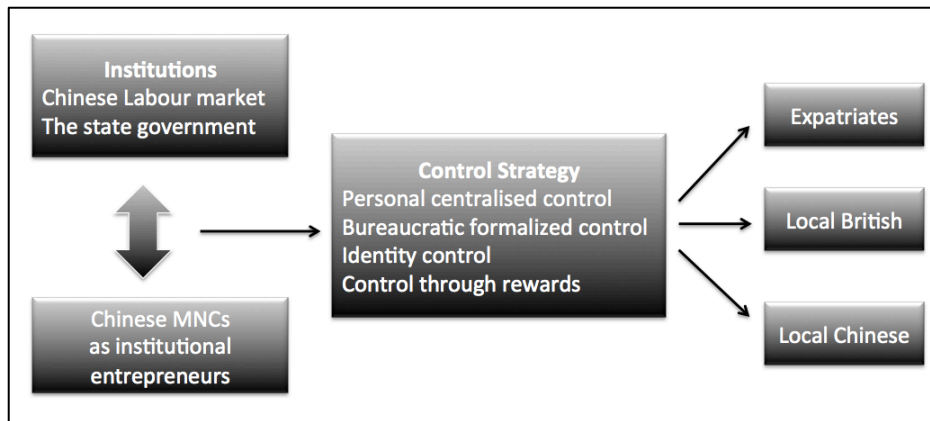 Institutions
Chinese Labour market
The state government
Chinese MNCs
as institutional
entrepreneurs
Control Strategy
Personal centralised control
Bureaucratic formalized control
Identity control
Control through rewards
Expatriates
Local British
Local Chinese